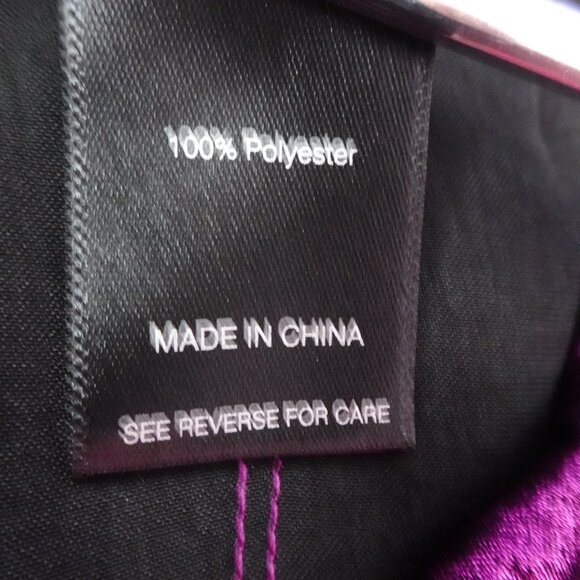 100% Polyester
MADE IN CHINA
SEE REVERSE FOR CARE